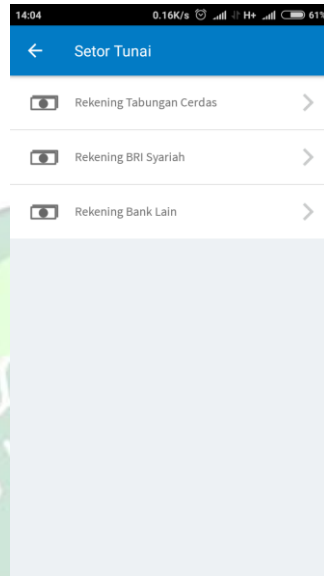 14:04 0.16K/s H+ 61%
Setor Tunai
Rekening Tabungan Cerdas
Rekening BRI Syariah
Rekening Bank Lain